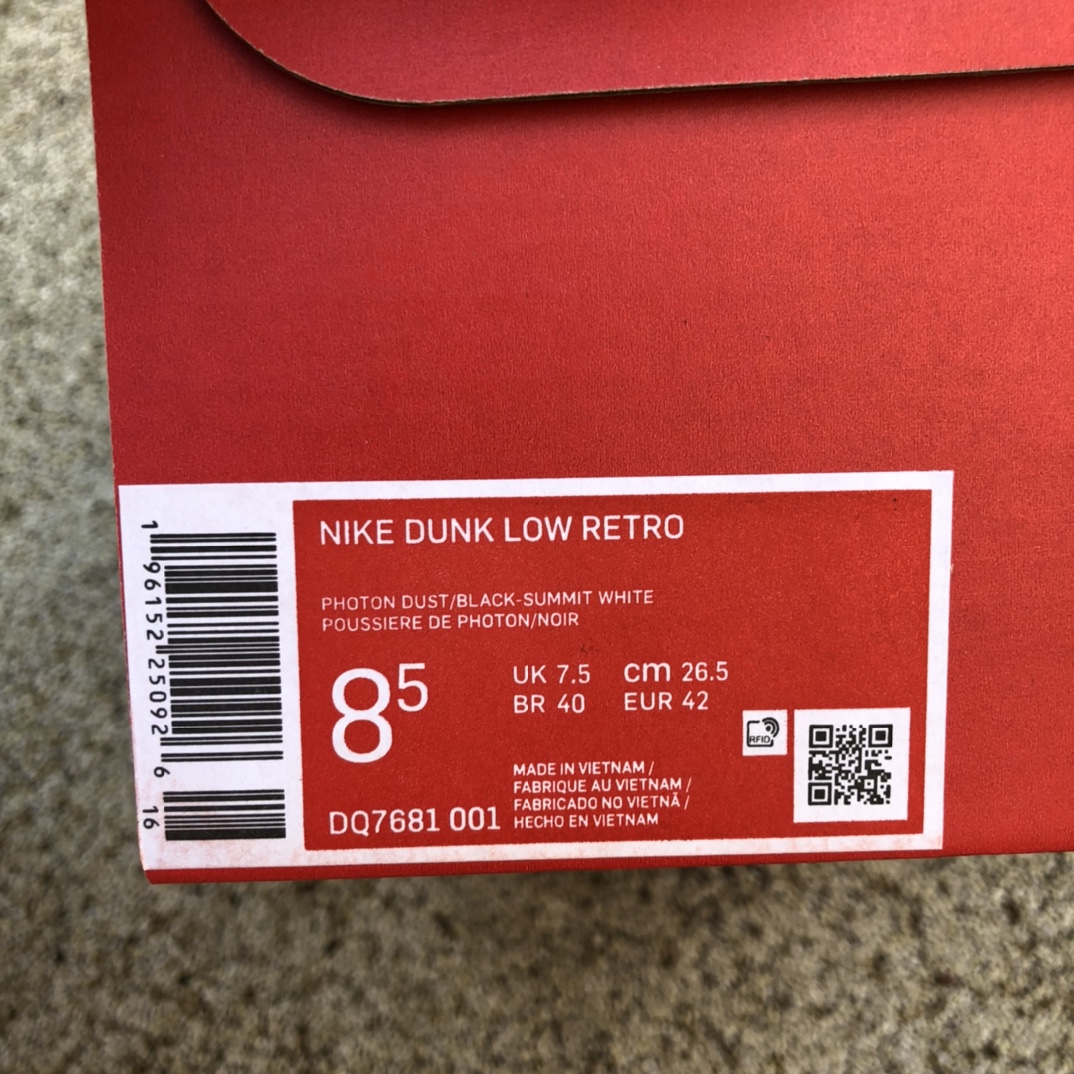 NIKE DUNK LOW RETRO
PHOTON DUST/BLACK-SUMMIT WHITE
POUSSIERE DE PHOTON/NOIR
8⁵
UK 7.5 cm 26.5
BR 40 EUR 42
RFID
MADE IN VIETNAM /
FABRIQUE AU VIETNAM /
FABRICADO NO VIETNÃ /
HECHO EN VIETNAM
DQ7681 001
1 96152 25092 6 16